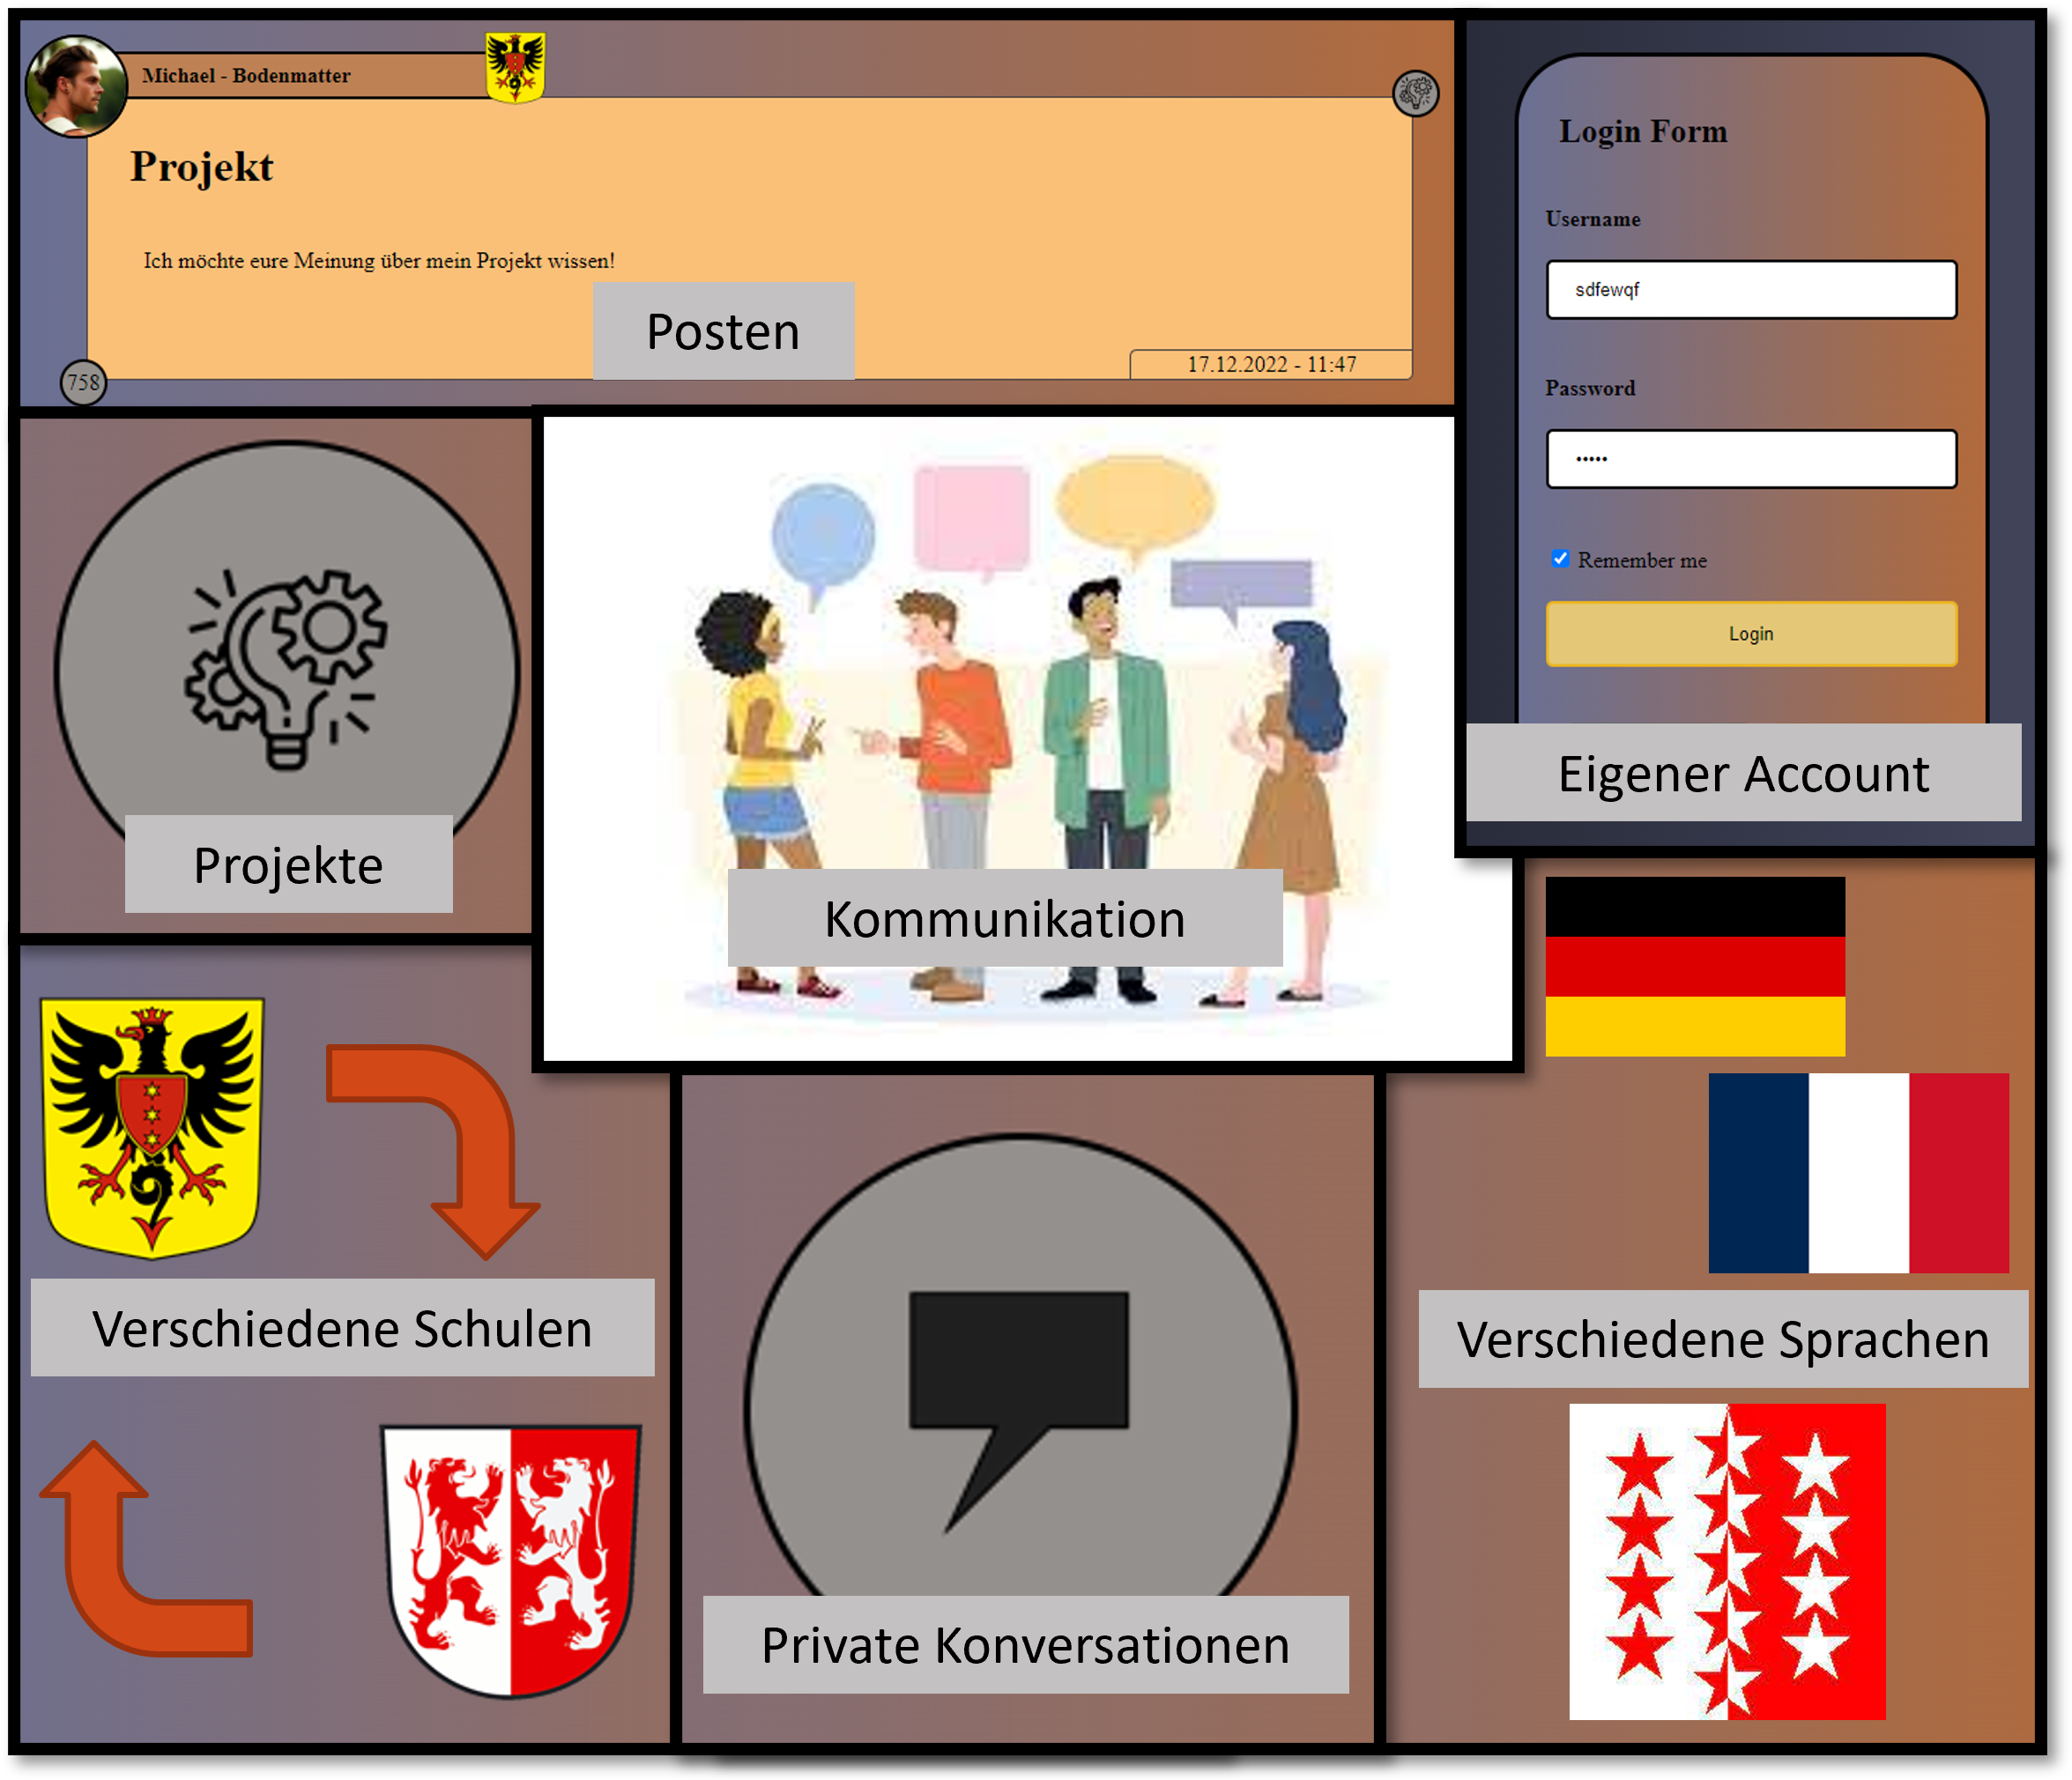 Michael - Bodenmatter
Projekt
Ich möchte eure Meinung über mein Projekt wissen!
Posten
17.12.2022 - 11:47
758
Login Form
Username
sdfewqf
Password
•••••
Remember me
Login
Eigener Account
Projekte
Kommunikation
Verschiedene Schulen
Private Konversationen
Verschiedene Sprachen